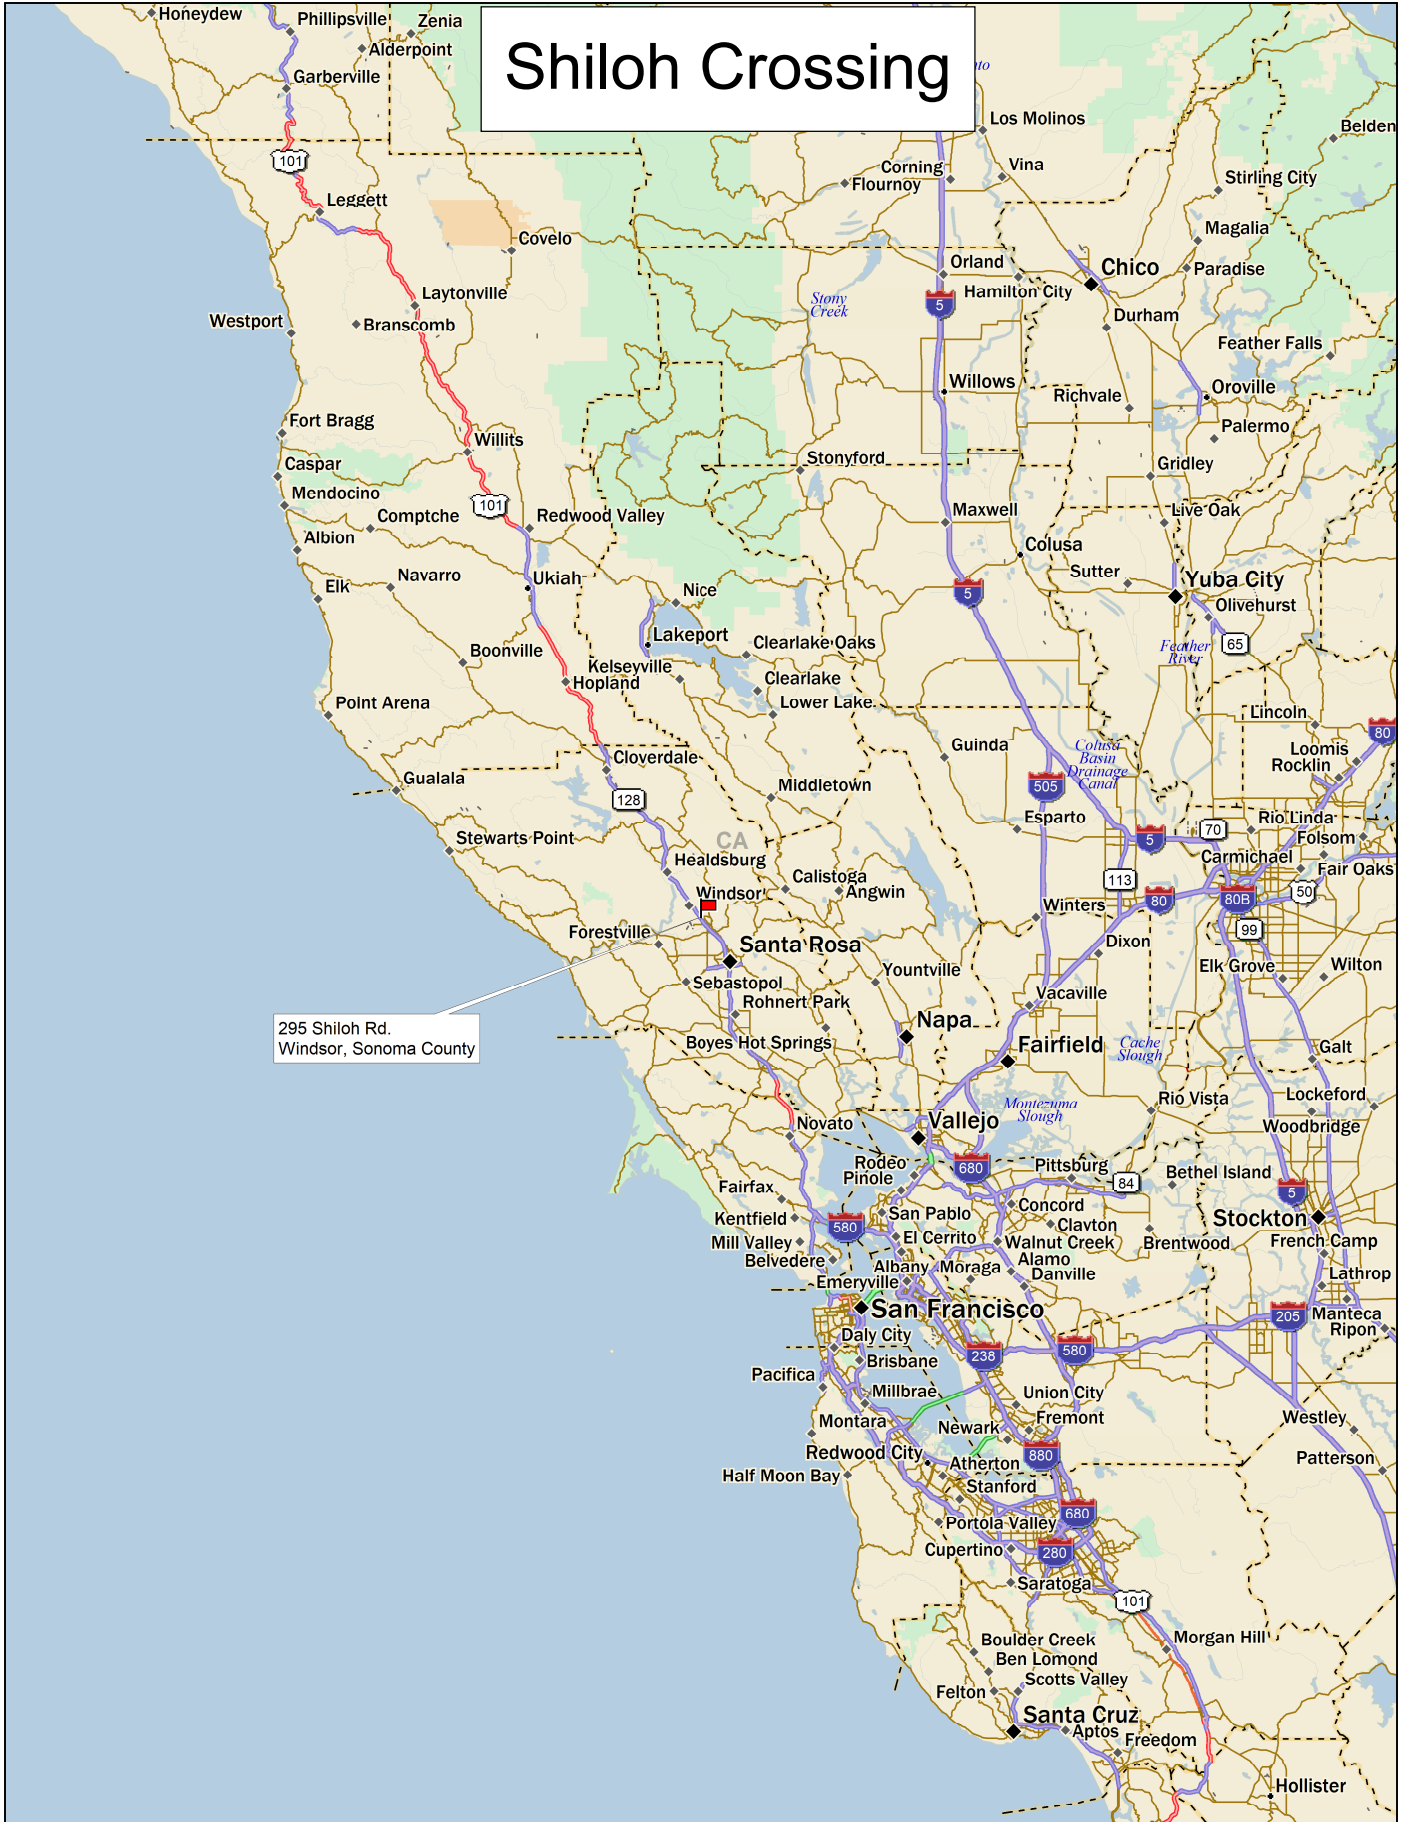 Shiloh Crossing
Honeydew
Phillipsville
Zenia
Alderpoint
Garberville
101
Leggett
Covelo
Laytonville
Westport
Branscomb
Fort Bragg
Willits
Caspar
Mendocino
101
Comptche
Redwood Valley
Albion
Navarro
Ukiah
Elk
Nice
Lakeport
Boonville
Clearlake Oaks
Kelseyville
Hopland
Clearlake
Lower Lake
Point Arena
Los Molinos
Belden
Corning
Vina
Flournoy
Stirling City
Magalia
Orland
Chico
Paradise
Hamilton City
Stony
Creek
5
Durham
Feather Falls
Willows
Richvale
Oroville
Palermo
Stonyford
Gridley
Maxwell
Live Oak
Colusa
Sutter
Yuba City
5
Olivehurst
65
Feather
River
Lincoln
80
Guinda
Colusa
Basin
Drainage
Canal
Loomis
Rocklin
505
Cloverdale
Gualala
128
Middletown
Esparto
Rio Linda
70
5
Folsom
Stewarts Point
CA
Healdsburg
Carmichael
Fair Oaks
Calistoga
Angwin
113
80
80B
50
Windsor
Winters
99
Forestville
Santa Rosa
Dixon
Elk Grove
Wilton
Sebastopol
Yountville
Rohnert Park
Vacaville
295 Shiloh Rd.
Windsor, Sonoma County
Napa
Boyes Hot Springs
Fairfield
Cache
Slough
Galt
Montezuma
Slough
Rio Vista
Lockeford
Novato
Vallejo
Woodbridge
Rodeo
Pinole
680
Pittsburg
84
Bethel Island
5
Fairfax
Kentfield
580
San Pablo
Concord
Clayton
Stockton
Mill Valley
El Cerrito
Walnut Creek
Brentwood
French Camp
Belvedere
Albany
Moraga
Alamo
Danville
Lathrop
Emeryville
San Francisco
205
Manteca
Ripon
Daly City
Brisbane
238
580
Pacifica
Millbrae
Union City
Montara
Newark
Fremont
Westley
Redwood City
Atherton
880
Patterson
Half Moon Bay
Stanford
680
Portola Valley
Cupertino
280
Saratoga
101
Boulder Creek
Morgan Hill
Ben Lomond
Scotts Valley
Felton
Santa Cruz
Aptos
Freedom
Hollister